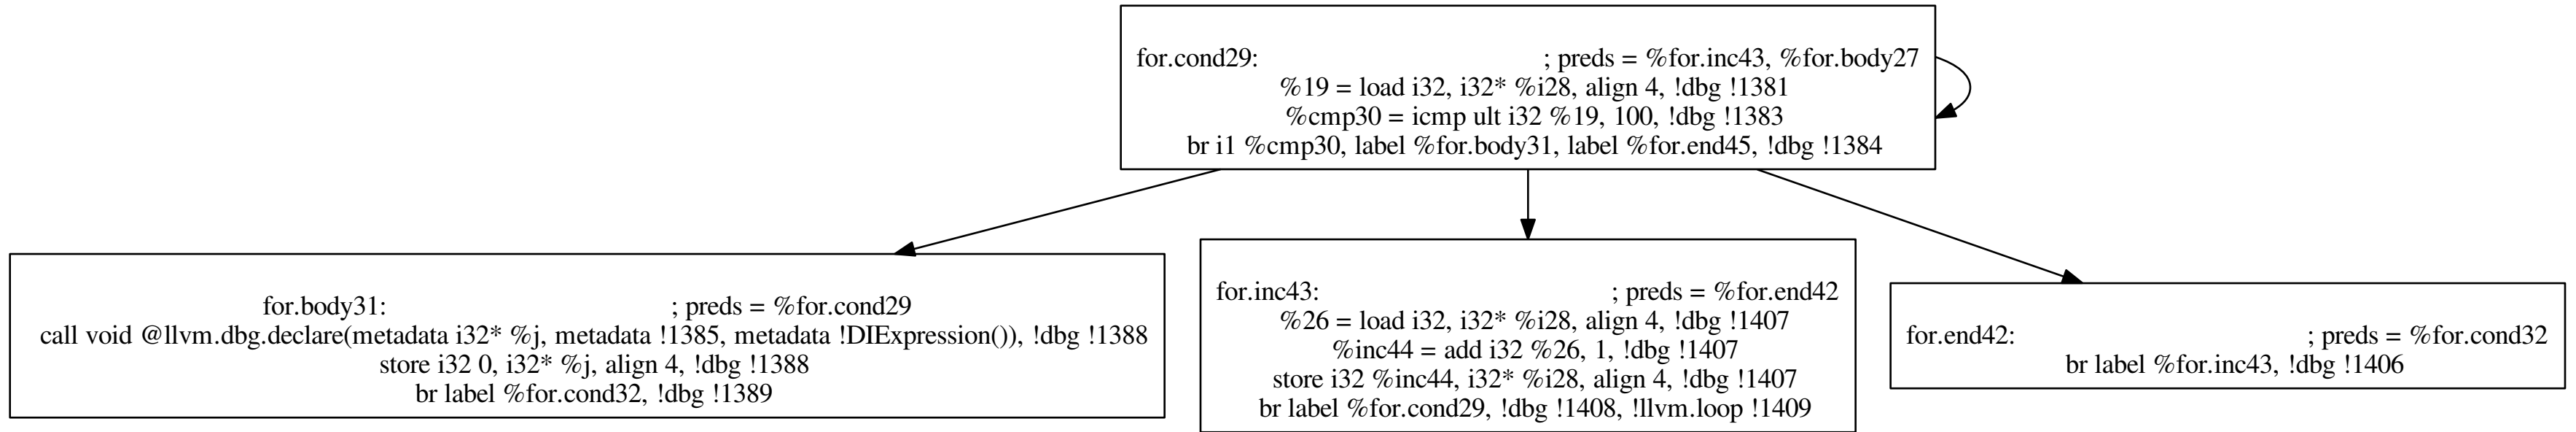 for.cond29: ; preds = %for.inc43, %for.body27
%19 = load i32, i32* %i28, align 4, !dbg !1381
%cmp30 = icmp ult i32 %19, 100, !dbg !1383
br i1 %cmp30, label %for.body31, label %for.end45, !dbg !1384
for.body31: ; preds = %for.cond29
call void @llvm.dbg.declare(metadata i32* %j, metadata !1385, metadata !DIExpression()), !dbg !1388
store i32 0, i32* %j, align 4, !dbg !1388
br label %for.cond32, !dbg !1389
for.inc43: ; preds = %for.end42
%26 = load i32, i32* %i28, align 4, !dbg !1407
%inc44 = add i32 %26, 1, !dbg !1407
store i32 %inc44, i32* %i28, align 4, !dbg !1407
br label %for.cond29, !dbg !1408, !llvm.loop !1409
for.end42: ; preds = %for.cond32
br label %for.inc43, !dbg !1406